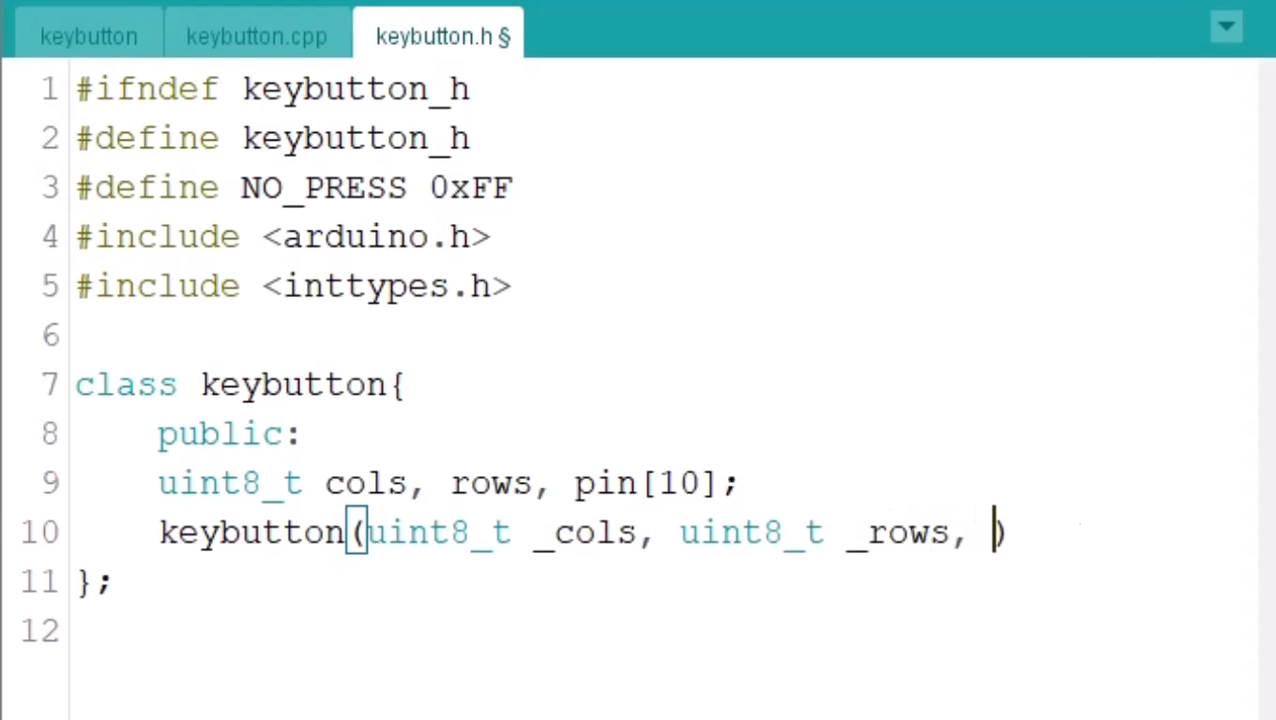 keybutton keybutton.cpp keybutton.h §
1 #ifndef keybutton_h
2 #define keybutton_h
3 #define NO_PRESS 0xFF
4 #include <arduino.h>
5 #include <inttypes.h>
6
7 class keybutton{
8 public:
9 uint8_t cols, rows, pin[10];
10 keybutton(uint8_t _cols, uint8_t _rows, )
11 };
12